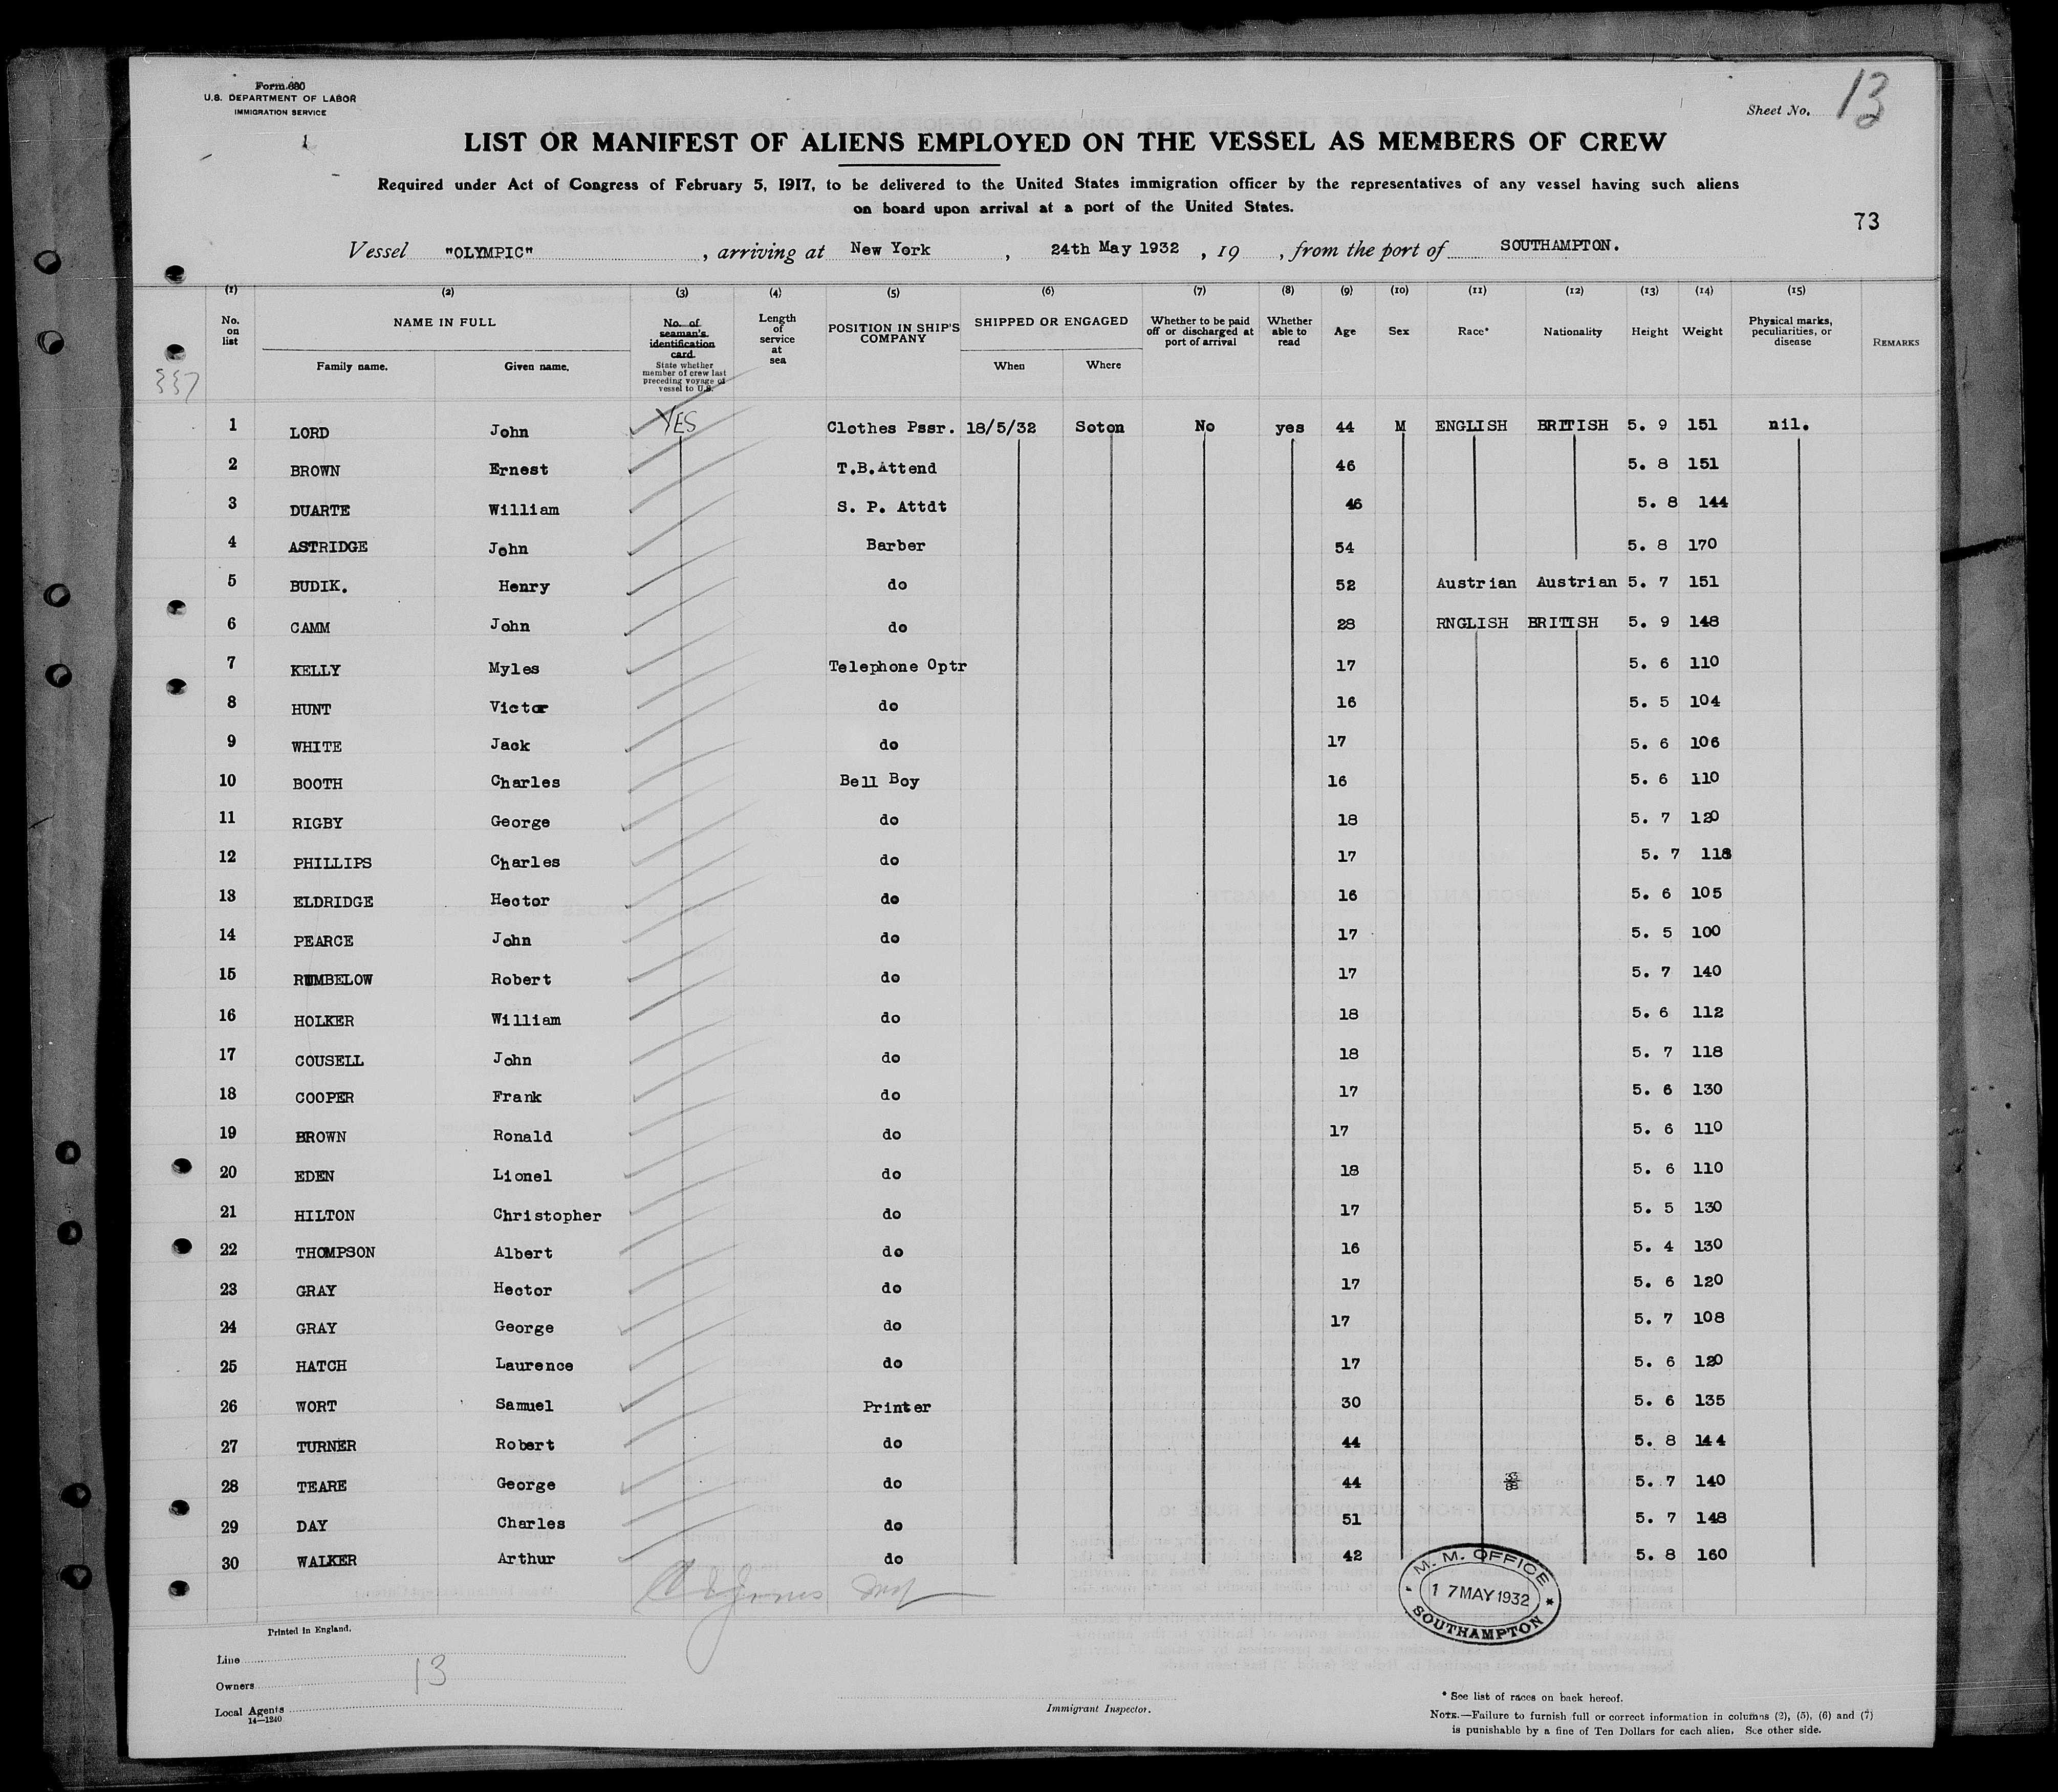 Form 680
U.S. DEPARTMENT OF LABOR
IMMIGRATION SERVICE
Sheet No. 13
LIST OR MANIFEST OF ALIENS EMPLOYED ON THE VESSEL AS MEMBERS OF CREW
Required under Act of Congress of February 5, 1917, to be delivered to the United States immigration officer by the representatives of any vessel having such aliens
on board upon arrival at a port of the United States.
73
Vessel "OLYMPIC", arriving at New York, 24th May 1932, 19 , from the port of SOUTHAMPTON.
(1) (2) (3) (4) (5) (6) (7) (8) (9) (10) (11) (12) (13) (14) (15)
No. on list
NAME IN FULL
Family name. Given name.
No. of seaman's identification card.
State whether member of crew last preceding voyage of vessel to U.S.
Length of service at sea
POSITION IN SHIP'S COMPANY
SHIPPED OR ENGAGED
When Where
Whether to be paid off or discharged at port of arrival
Whether able to read
Age Sex Race* Nationality Height Weight
Physical marks, peculiarities, or disease
REMARKS
337
1 LORD John YES Clothes Pssr. 18/5/32 Soton No yes 44 M ENGLISH BRITISH 5. 9 151 nil.
2 BROWN Ernest T.B.Attend 46 5. 8 151
3 DUARTE William S. P. Attdt 46 5. 8 144
4 ASTRIDGE John Barber 54 5. 8 170
5 BUDIK. Henry do 52 Austrian Austrian 5. 7 151
6 CAMM John do 28 RNGLISH BRITISH 5. 9 148
7 KELLY Myles Telephone Optr 17 5. 6 110
8 HUNT Victor do 16 5. 5 104
9 WHITE Jack do 17 5. 6 106
10 BOOTH Charles Bell Boy 16 5. 6 110
11 RIGBY George do 18 5. 7 120
12 PHILLIPS Charles do 17 5. 7 118
13 ELDRIDGE Hector do 16 5. 6 105
14 PEARCE John do 17 5. 5 100
15 RUMBELOW Robert do 17 5. 7 140
16 HOLKER William do 18 5. 6 112
17 COUSELL John do 18 5. 7 118
18 COOPER Frank do 17 5. 6 130
19 BROWN Ronald do 17 5. 6 110
20 EDEN Lionel do 18 5. 6 110
21 HILTON Christopher do 17 5. 5 130
22 THOMPSON Albert do 16 5. 4 130
23 GRAY Hector do 17 5. 6 120
24 GRAY George do 17 5. 7 108
25 HATCH Laurence do 17 5. 6 120
26 WORT Samuel Printer 30 5. 6 135
27 TURNER Robert do 44 5. 8 144
28 TEARE George do 44 5. 7 140
29 DAY Charles do 51 5. 7 148
30 WALKER Arthur do 42 5. 8 160
M. M. OFFICE
17 MAY 1932
SOUTHAMPTON
Printed in England.
Line
Owners 13
Local Agents
14—1240
Immigrant Inspector.
* See list of races on back hereof.
NOTE.—Failure to furnish full or correct information in columns (2), (5), (6) and (7)
is punishable by a fine of Ten Dollars for each alien. See other side.